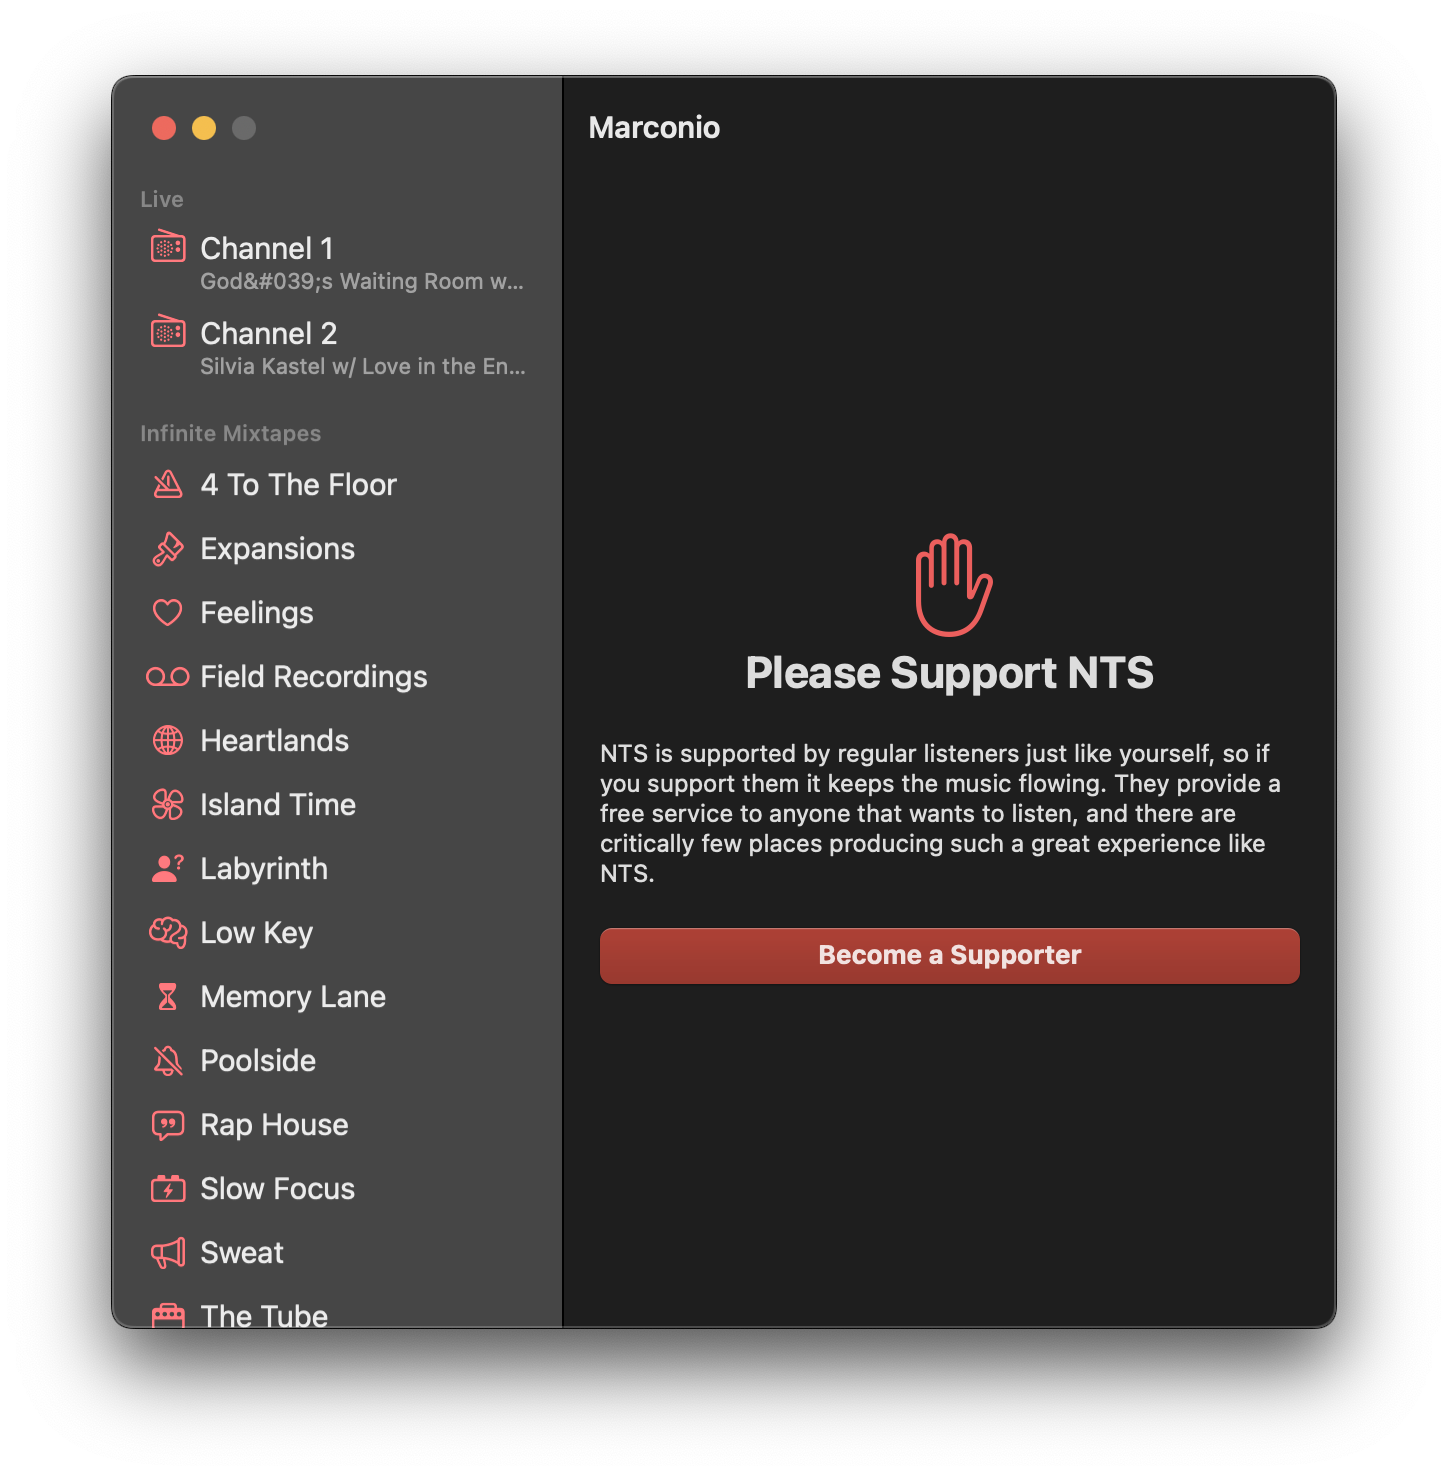 Marconio
Live
Channel 1
God&#039;s Waiting Room w...
Channel 2
Silvia Kastel w/ Love in the En...
Infinite Mixtapes
4 To The Floor
Expansions
Feelings
Field Recordings
Heartlands
Island Time
Labyrinth
Low Key
Memory Lane
Poolside
Rap House
Slow Focus
Sweat
The Tube
Please Support NTS
NTS is supported by regular listeners just like yourself, so if
you support them it keeps the music flowing. They provide a
free service to anyone that wants to listen, and there are
critically few places producing such a great experience like
NTS.
Become a Supporter